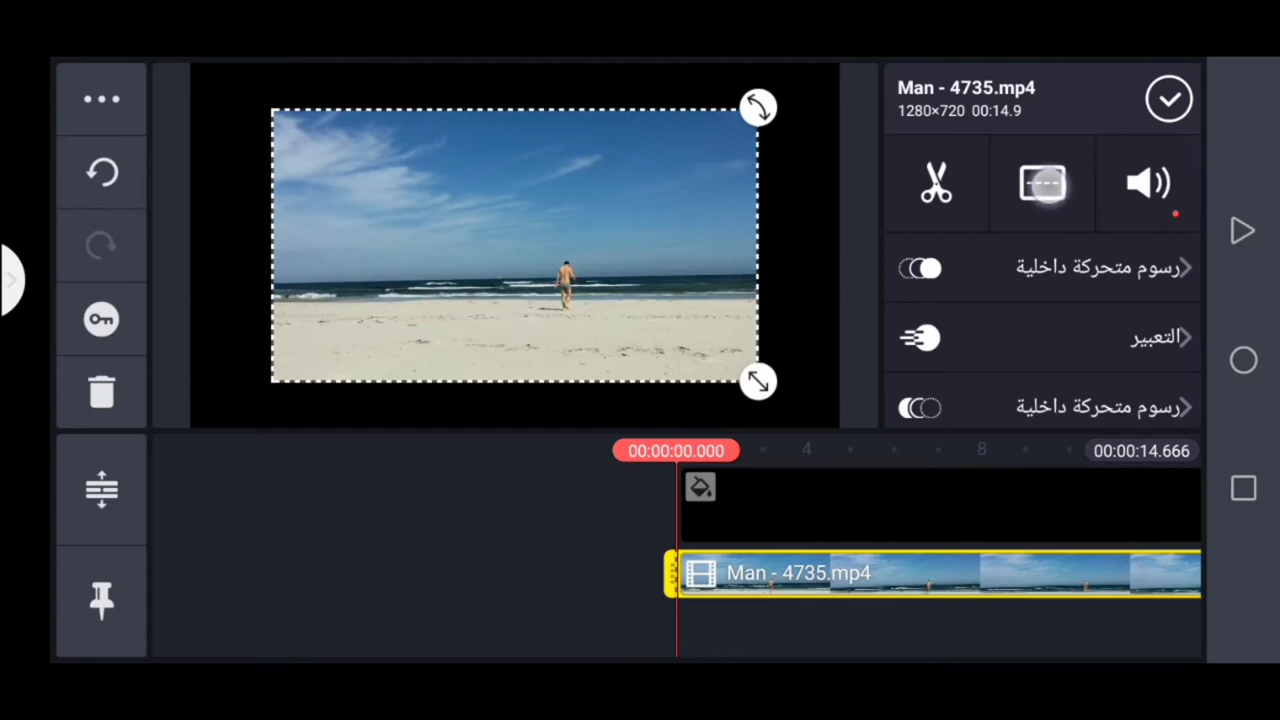 Man - 4735.mp4
1280×720 00:14.9
رسوم متحركة داخلية
التعبير
رسوم متحركة داخلية
00:00:00.000
4
8
00:00:14.666
Man - 4735.mp4